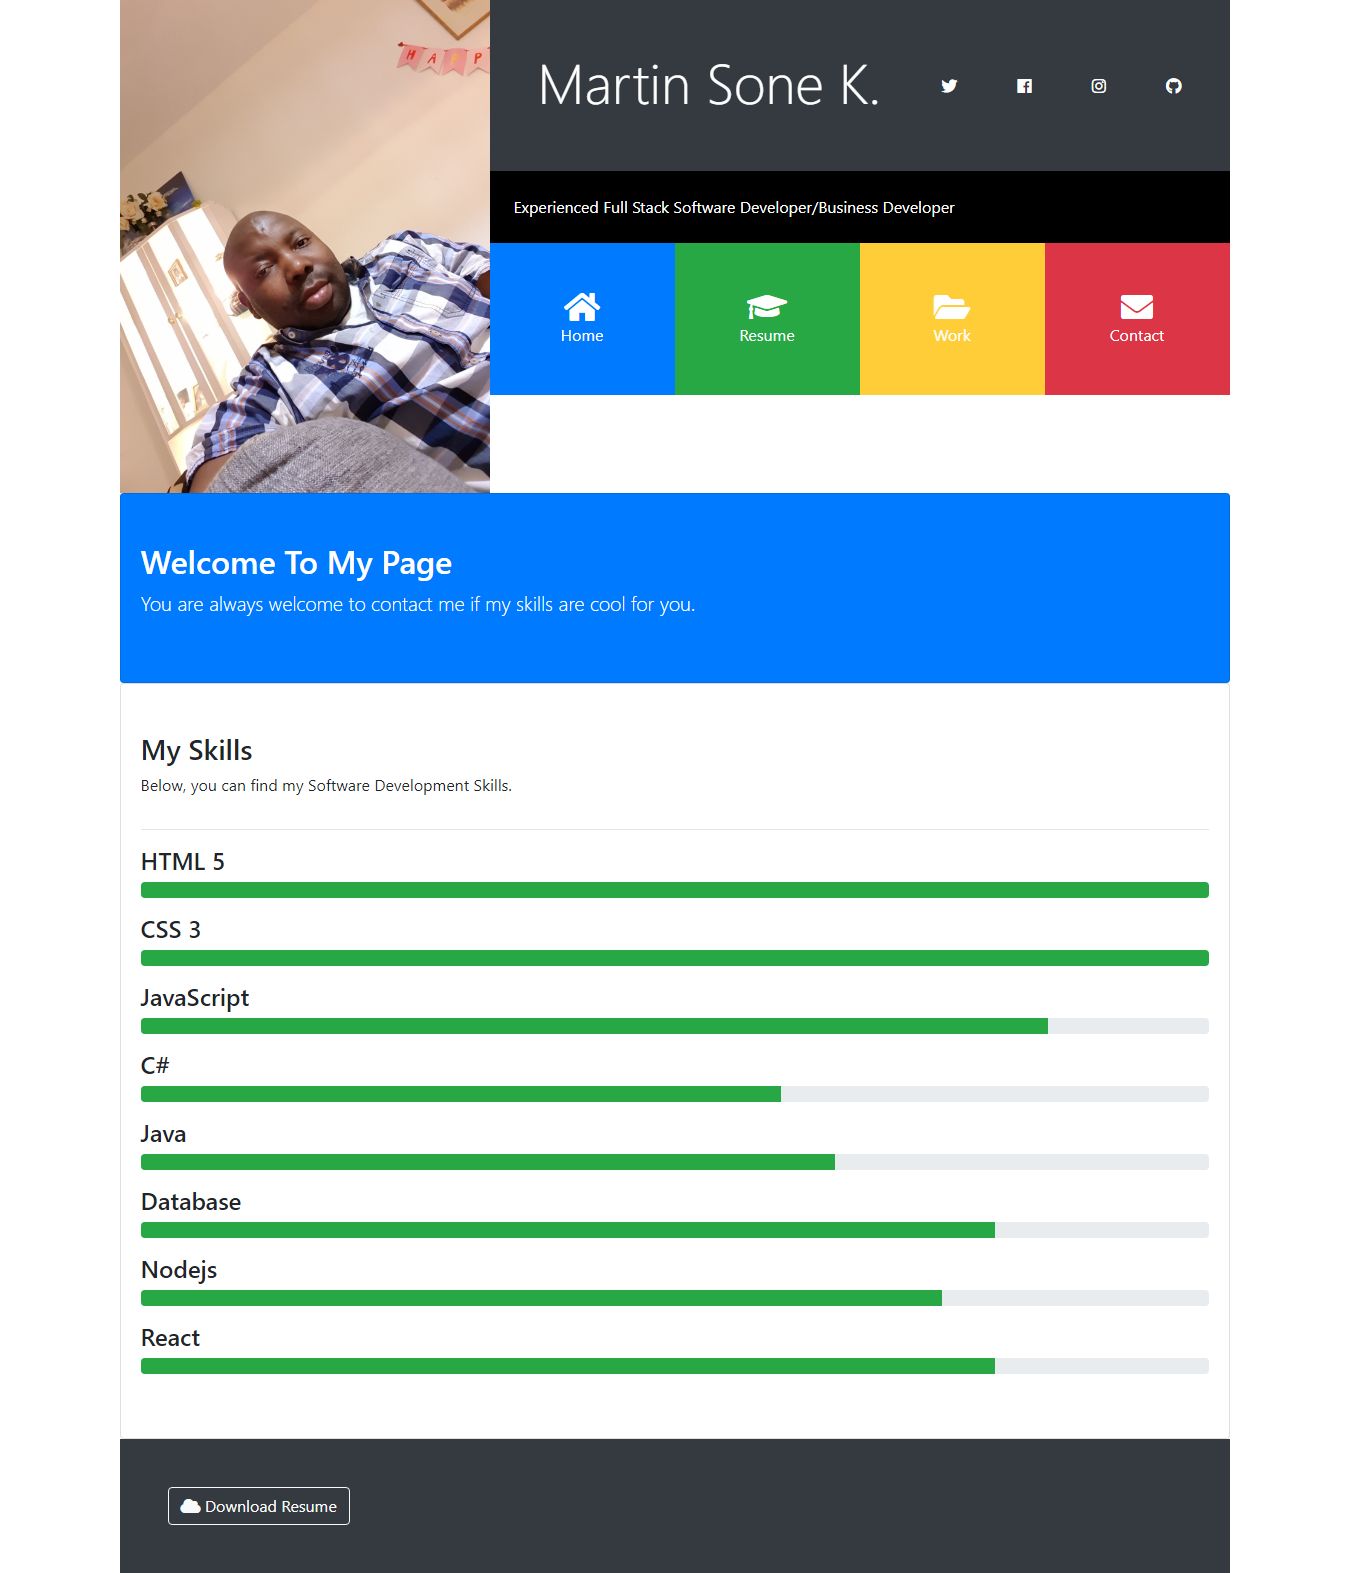 HAPP
Martin Sone K.
Experienced Full Stack Software Developer/Business Developer
Home
Resume
Work
Contact
Welcome To My Page
You are always welcome to contact me if my skills are cool for you.
My Skills
Below, you can find my Software Development Skills.
HTML 5
CSS 3
JavaScript
C#
Java
Database
Nodejs
React
Download Resume